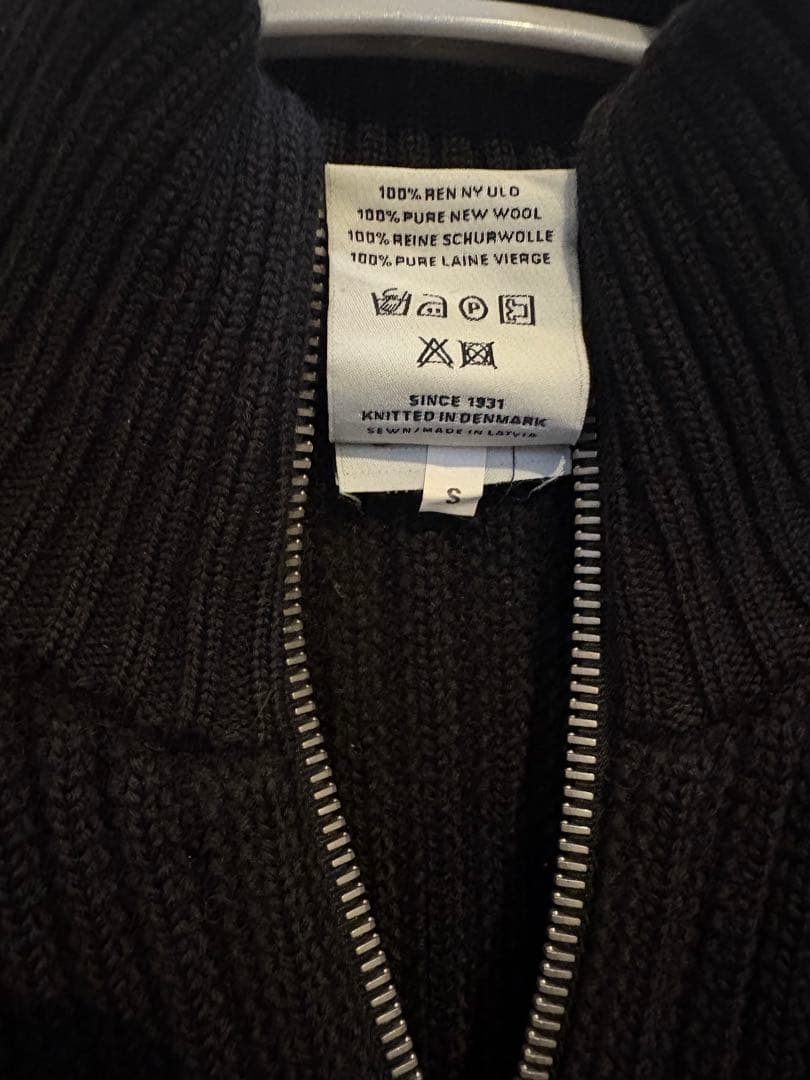 100% REN NY ULD
100% PURE NEW WOOL
100% REINE SCHURWOLLE
100% PURE LAINE VIERGE
P
SINCE 1931
KNITTED IN DENMARK
SEWN/MADE IN LATVIA
S